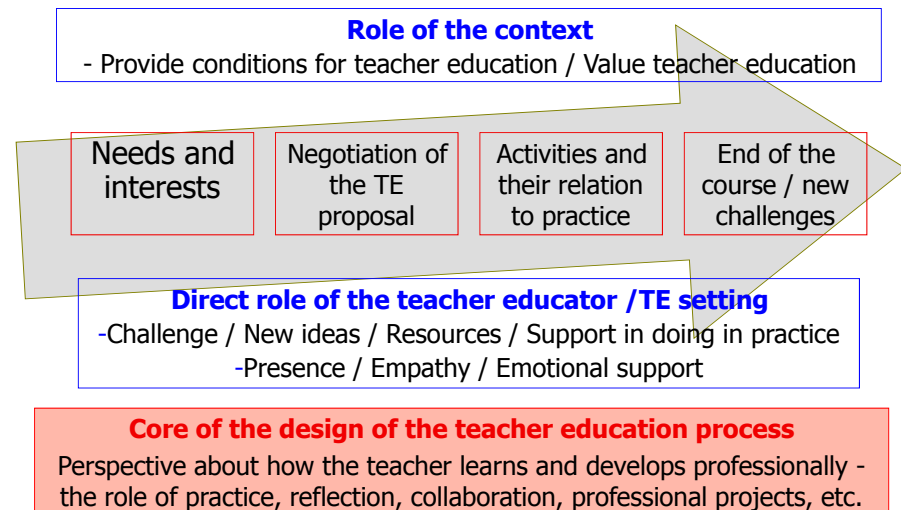 Role of the context
- Provide conditions for teacher education / Value teacher education
Needs and
interests
Negotiation of
the TE
proposal
Activities and
their relation
to practice
End of the
course / new
challenges
Direct role of the teacher educator /TE setting
-Challenge / New ideas / Resources / Support in doing in practice
-Presence / Empathy / Emotional support
Core of the design of the teacher education process
Perspective about how the teacher learns and develops professionally -
the role of practice, reflection, collaboration, professional projects, etc.